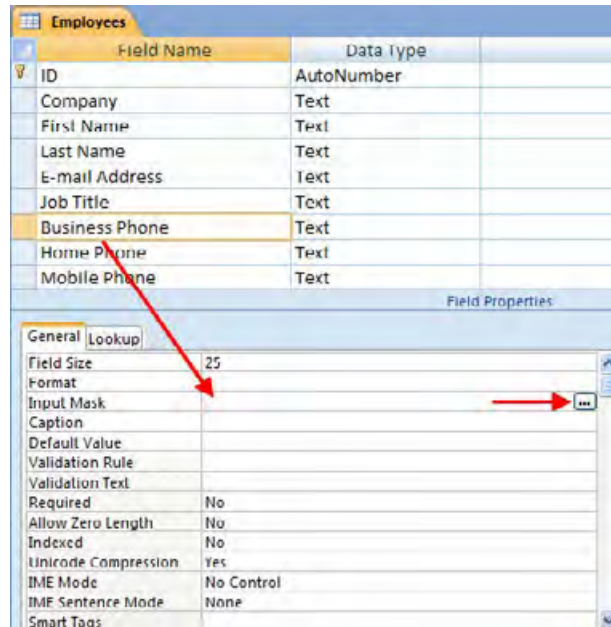 Employees
Field Name Data Type
ID AutoNumber
Company Text
First Name Text
Last Name Text
E-mail Address Text
Job Title Text
Business Phone Text
Home Phone Text
Mobile Phone Text
Field Properties
General Lookup
Field Size 25
Format
Input Mask ...
Caption
Default Value
Validation Rule
Validation Text
Required No
Allow Zero Length No
Indexed No
Unicode Compression Yes
IME Mode No Control
IME Sentence Mode None
Smart Tags